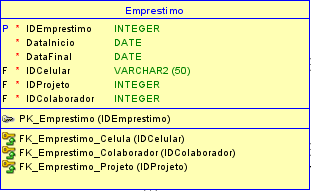 Emprestimo
P * IDEmprestimo INTEGER
* DataInicio DATE
* DataFinal DATE
F * IDCelular VARCHAR2 (50)
F * IDProjeto INTEGER
F * IDColaborador INTEGER
PK_Emprestimo (IDEmprestimo)
FK_Emprestimo_Celula (IDCelular)
FK_Emprestimo_Colaborador (IDColaborador)
FK_Emprestimo_Projeto (IDProjeto)